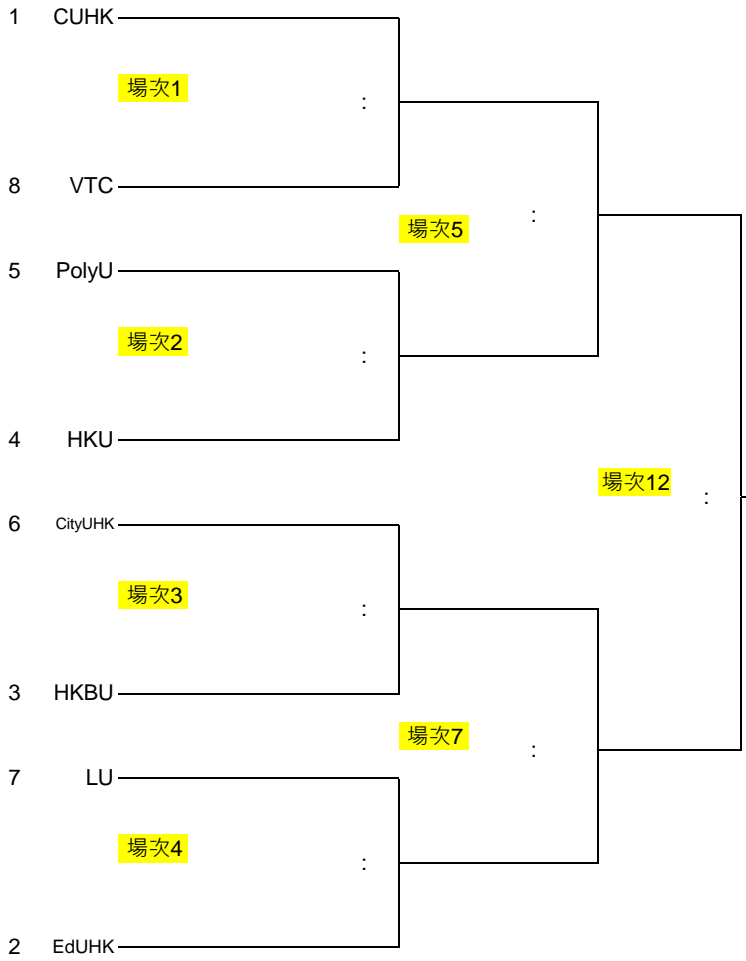 1 CUHK
場次1
:
8 VTC
場次5
:
5 PolyU
場次2
:
4 HKU
場次12
:
6 CityUHK
場次3
:
3 HKBU
場次7
:
7 LU
場次4
:
2 EdUHK